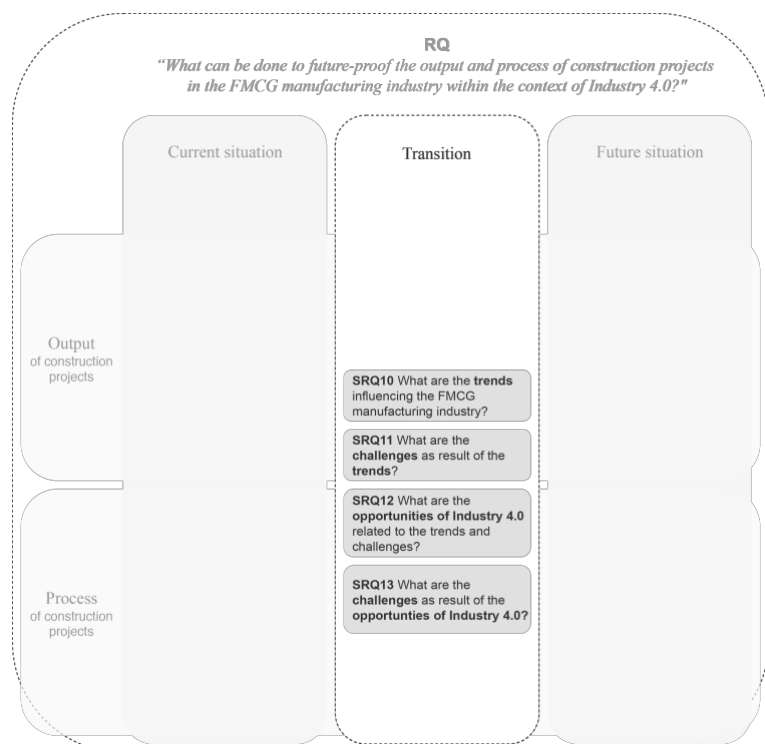 RQ
“What can be done to future-proof the output and process of construction projects
in the FMCG manufacturing industry within the context of Industry 4.0?"
Current situation
Transition
Future situation
Output
of construction
projects
SRQ10 What are the trends
influencing the FMCG
manufacturing industry?
SRQ11 What are the
challenges as result of the
trends?
SRQ12 What are the
opportunities of Industry 4.0
related to the trends and
challenges?
Process
of construction
projects
SRQ13 What are the
challenges as result of the
opportunties of Industry 4.0?